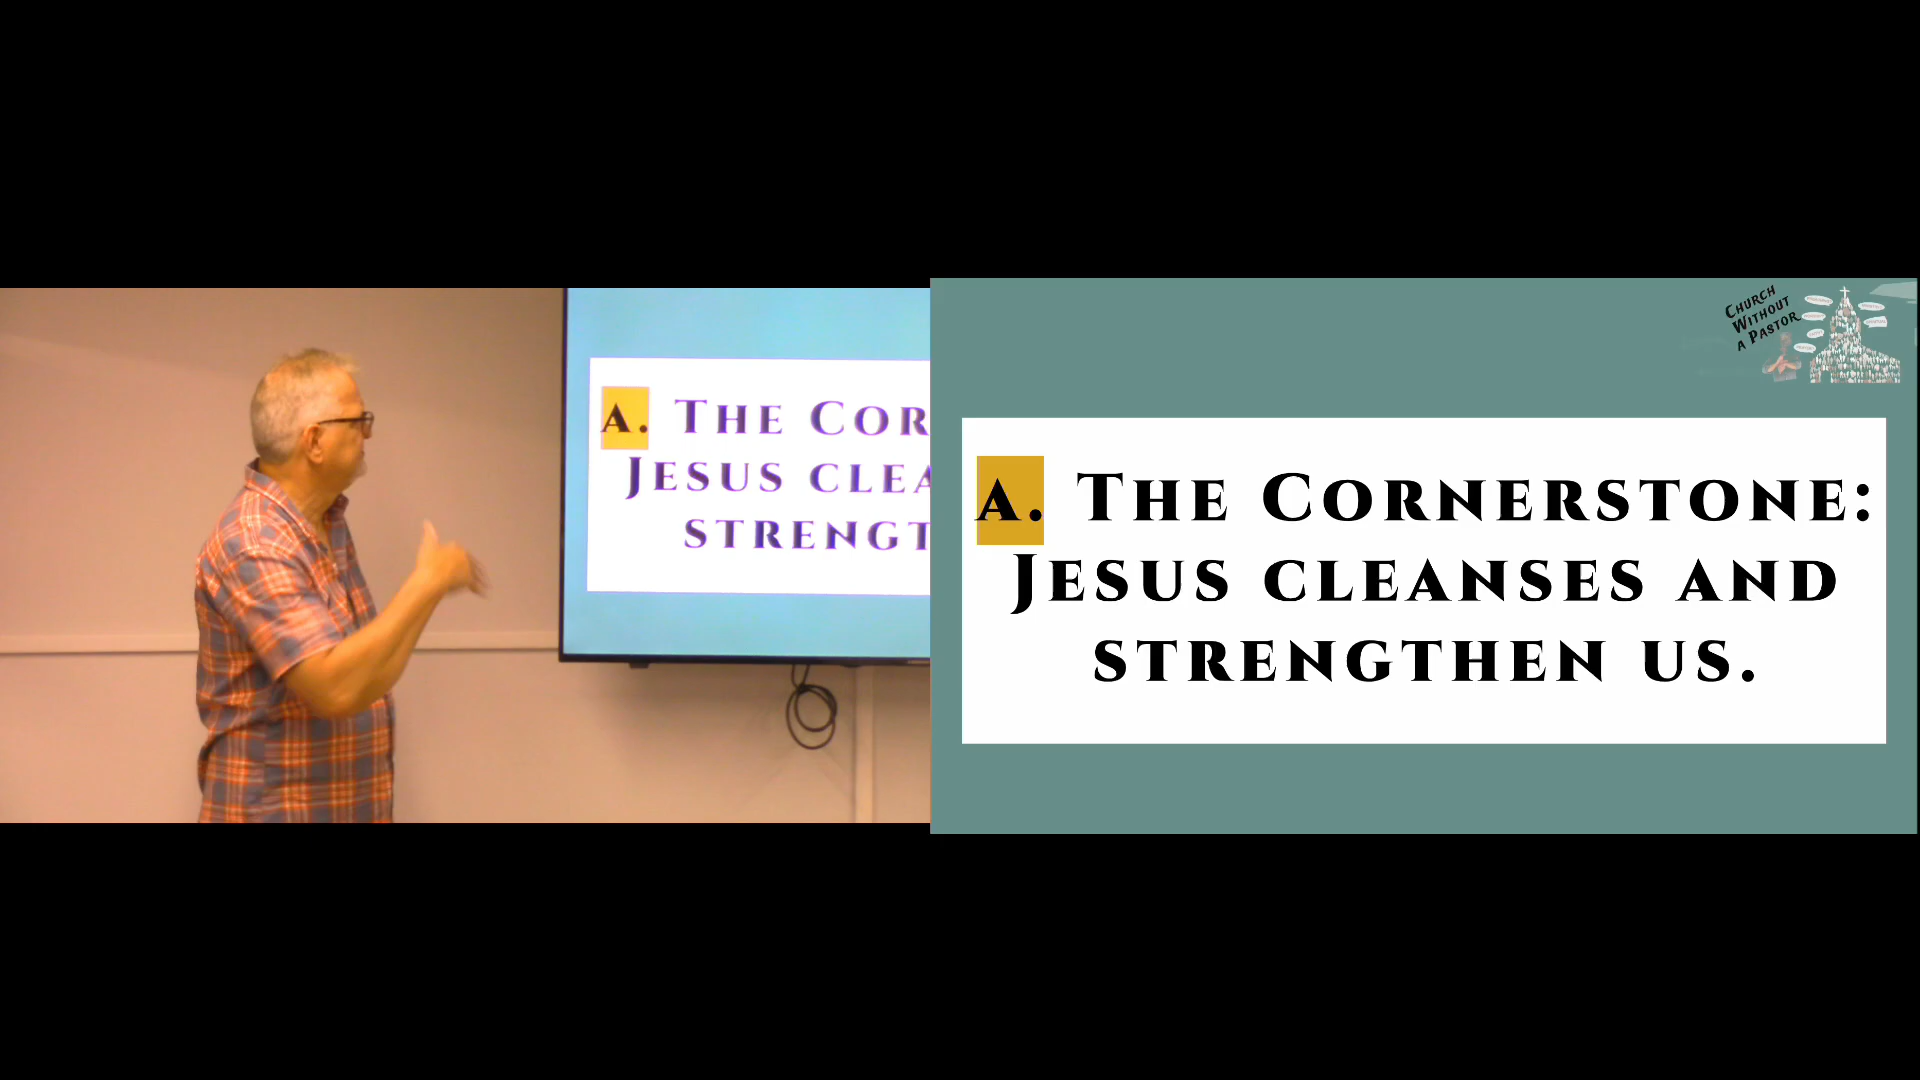 A. The Cor
Jesus clea
strengt
Church
Without
a Pastor
A. The Cornerstone:
Jesus cleanses and
strengthen us.